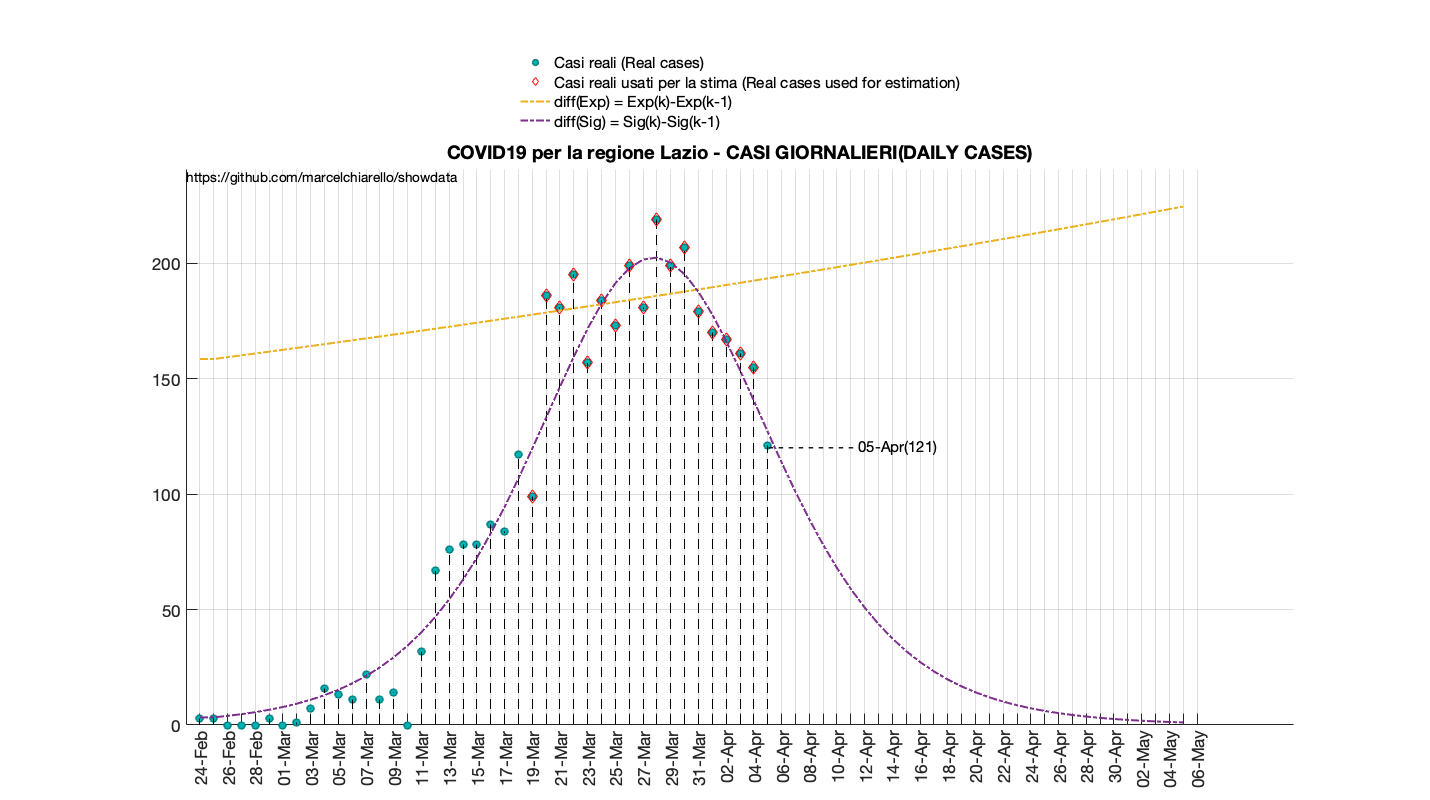 Casi reali (Real cases)
Casi reali usati per la stima (Real cases used for estimation)
diff(Exp) = Exp(k)-Exp(k-1)
diff(Sig) = Sig(k)-Sig(k-1)
COVID19 per la regione Lazio - CASI GIORNALIERI(DAILY CASES)
https://github.com/marcelchiarello/showdata
200
150
100
50
0
05-Apr(121)
24-Feb
26-Feb
28-Feb
01-Mar
03-Mar
05-Mar
07-Mar
09-Mar
11-Mar
13-Mar
15-Mar
17-Mar
19-Mar
21-Mar
23-Mar
25-Mar
27-Mar
29-Mar
31-Mar
02-Apr
04-Apr
06-Apr
08-Apr
10-Apr
12-Apr
14-Apr
16-Apr
18-Apr
20-Apr
22-Apr
24-Apr
26-Apr
28-Apr
30-Apr
02-May
04-May
06-May